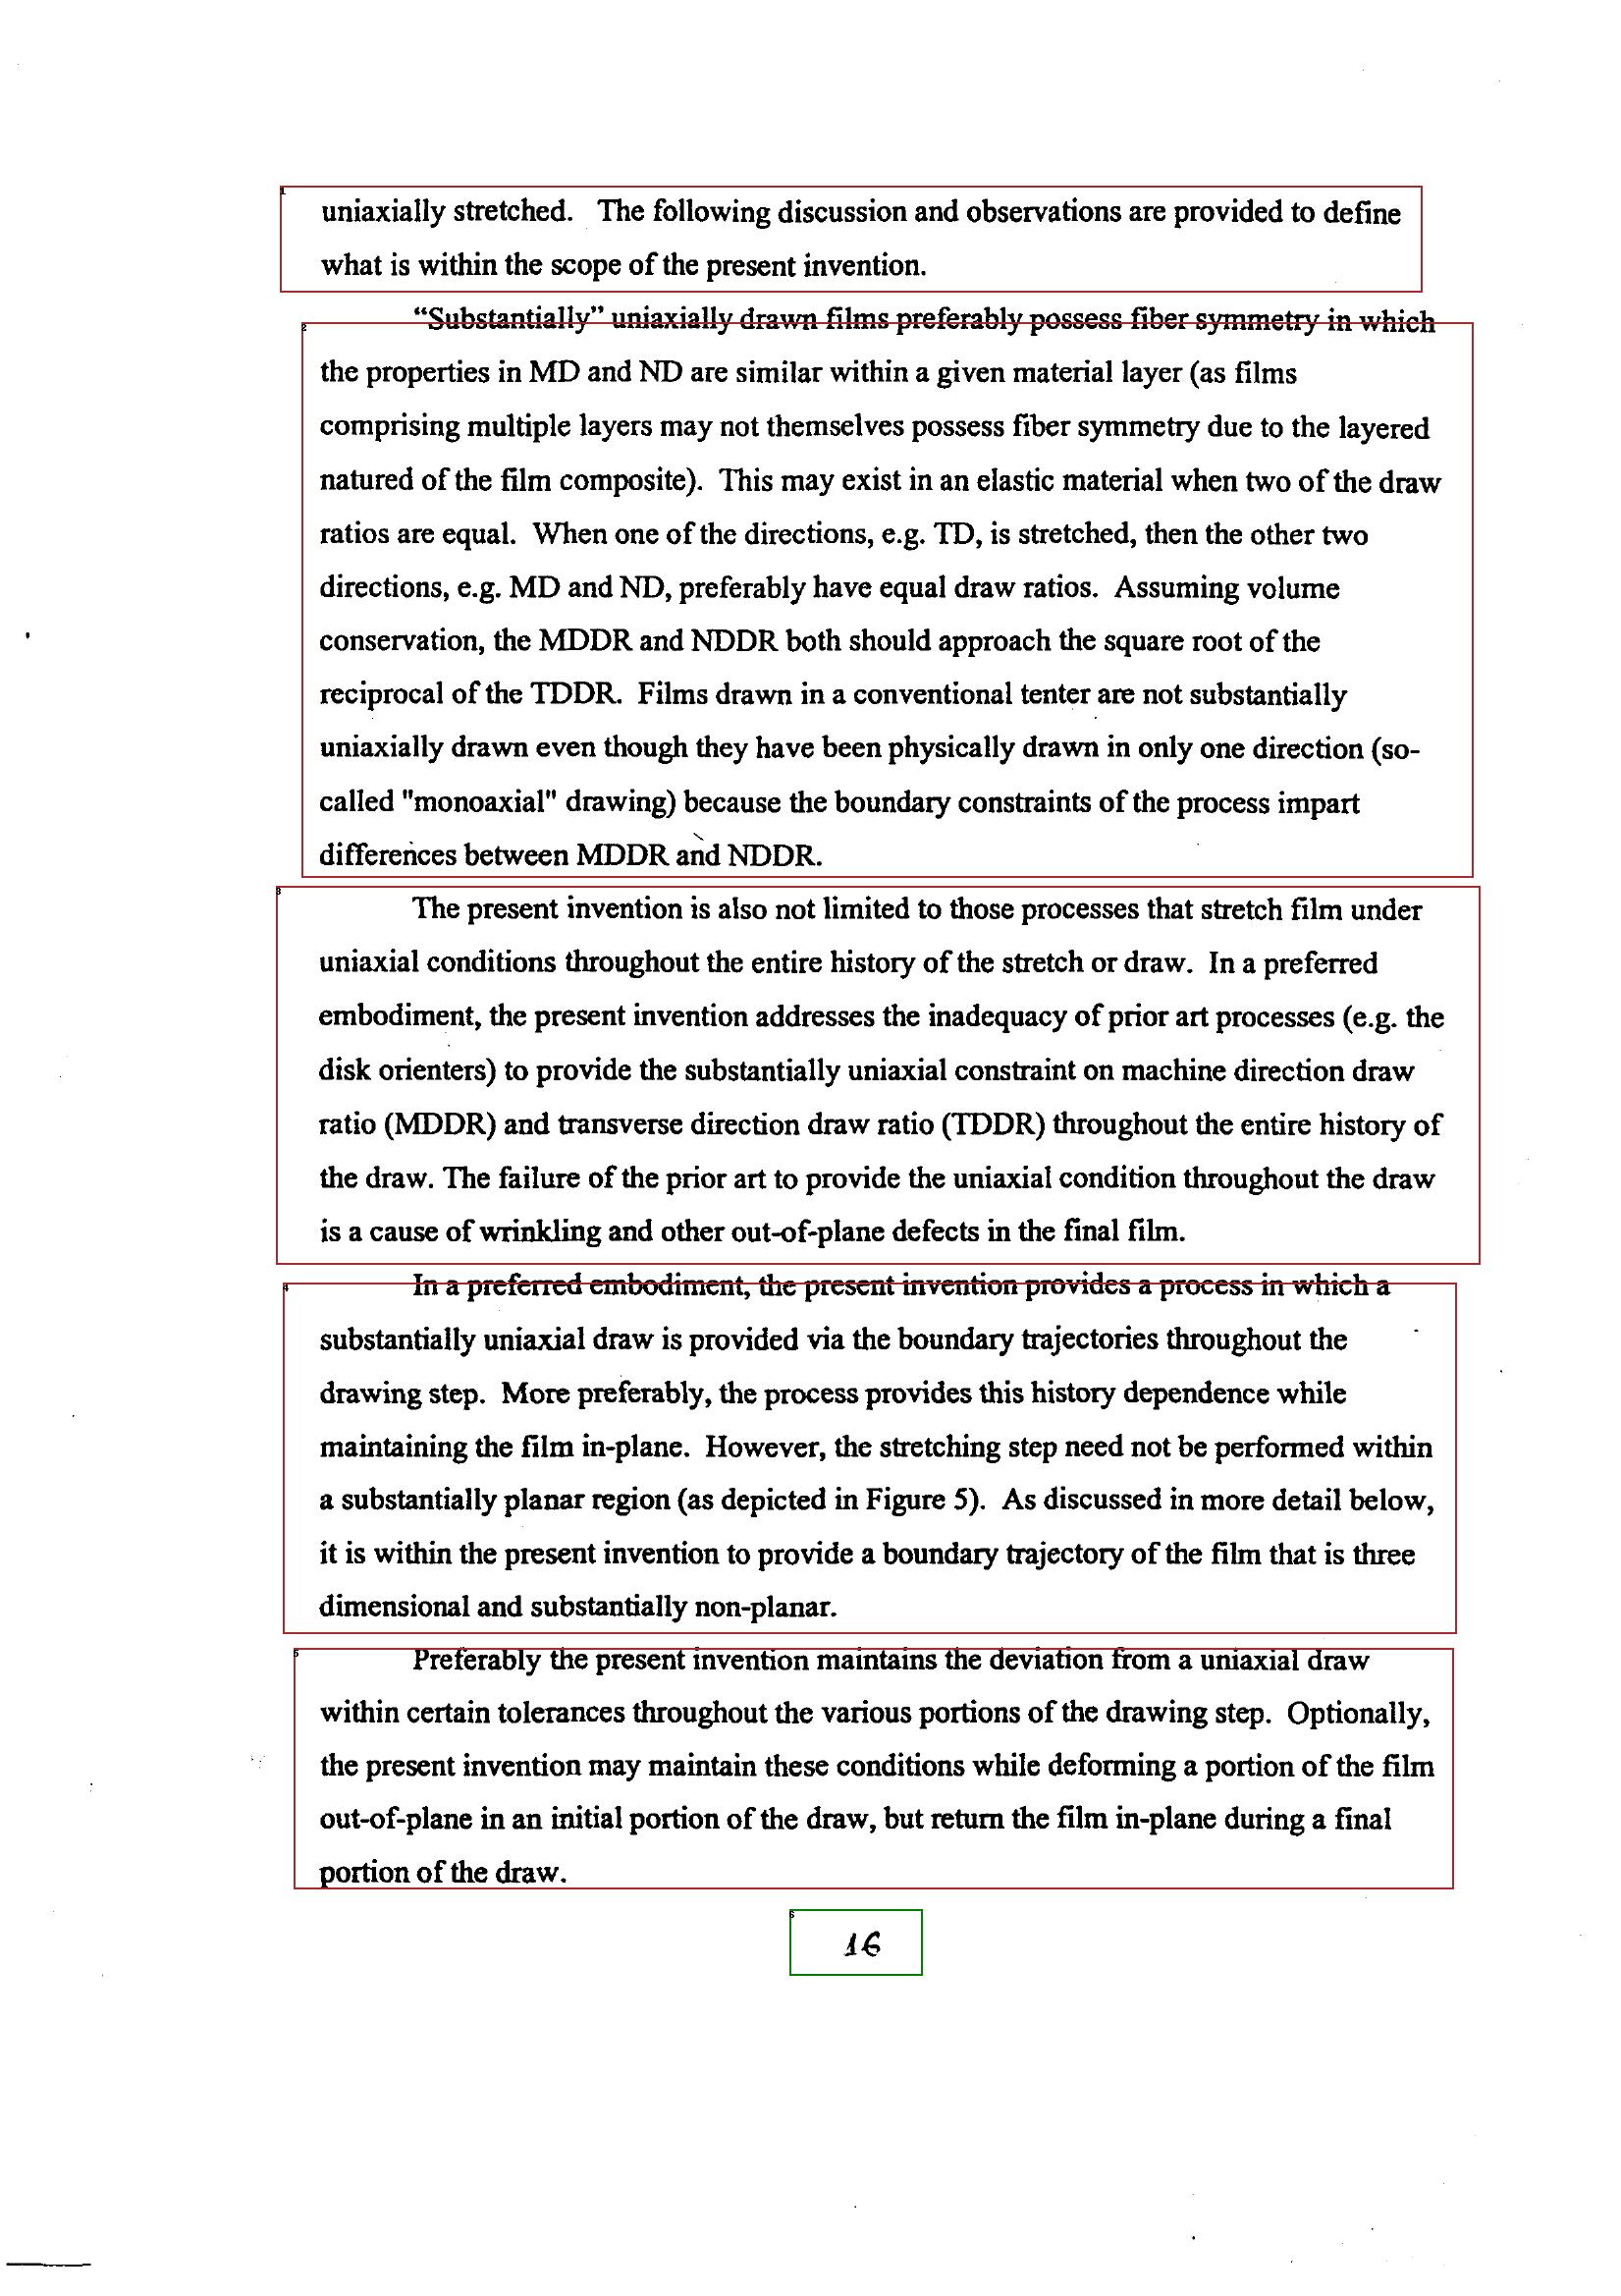 uniaxially stretched. The following discussion and observations are provided to define
what is within the scope of the present invention.
“Substantially” uniaxially drawn films preferably possess fiber symmetry in which
the properties in MD and ND are similar within a given material layer (as films
comprising multiple layers may not themselves possess fiber symmetry due to the layered
natured of the film composite). This may exist in an elastic material when two of the draw
ratios are equal. When one of the directions, e.g. TD, is stretched, then the other two
directions, e.g. MD and ND, preferably have equal draw ratios. Assuming volume
conservation, the MDDR and NDDR both should approach the square root of the
reciprocal of the TDDR. Films drawn in a conventional tenter are not substantially
uniaxially drawn even though they have been physically drawn in only one direction (so-
called "monoaxial" drawing) because the boundary constraints of the process impart
differences between MDDR and NDDR.
The present invention is also not limited to those processes that stretch film under
uniaxial conditions throughout the entire history of the stretch or draw. In a preferred
embodiment, the present invention addresses the inadequacy of prior art processes (e.g. the
disk orienters) to provide the substantially uniaxial constraint on machine direction draw
ratio (MDDR) and transverse direction draw ratio (TDDR) throughout the entire history of
the draw. The failure of the prior art to provide the uniaxial condition throughout the draw
is a cause of wrinkling and other out-of-plane defects in the final film.
In a preferred embodiment, the present invention provides a process in which a
substantially uniaxial draw is provided via the boundary trajectories throughout the
drawing step. More preferably, the process provides this history dependence while
maintaining the film in-plane. However, the stretching step need not be performed within
a substantially planar region (as depicted in Figure 5). As discussed in more detail below,
it is within the present invention to provide a boundary trajectory of the film that is three
dimensional and substantially non-planar.
Preferably the present invention maintains the deviation from a uniaxial draw
within certain tolerances throughout the various portions of the drawing step. Optionally,
the present invention may maintain these conditions while deforming a portion of the film
out-of-plane in an initial portion of the draw, but return the film in-plane during a final
portion of the draw.
16